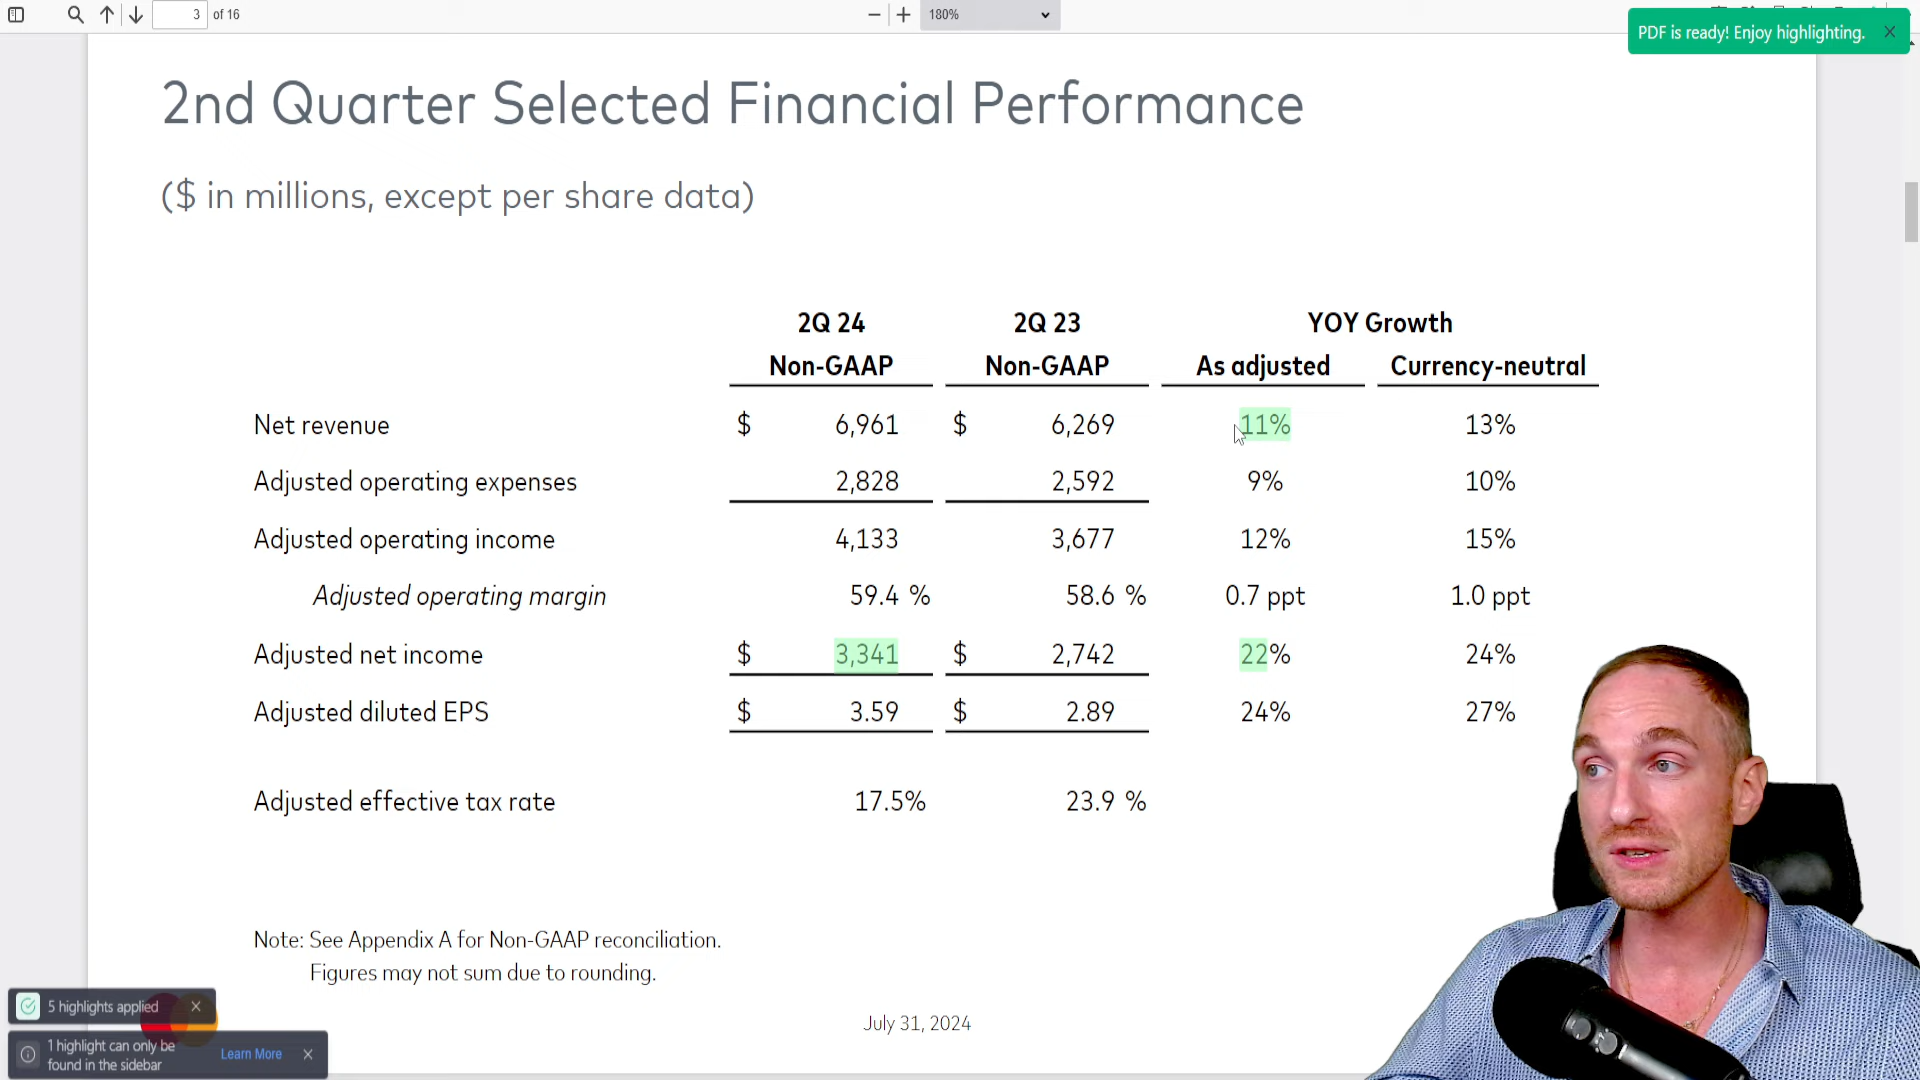 3 of 16
180%
PDF is ready! Enjoy highlighting.
2nd Quarter Selected Financial Performance
($ in millions, except per share data)
2Q 24 2Q 23 YOY Growth
Non-GAAP Non-GAAP As adjusted Currency-neutral
Net revenue $ 6,961 $ 6,269 11% 13%
Adjusted operating expenses 2,828 2,592 9% 10%
Adjusted operating income 4,133 3,677 12% 15%
Adjusted operating margin 59.4 % 58.6 % 0.7 ppt 1.0 ppt
Adjusted net income $ 3,341 $ 2,742 22% 24%
Adjusted diluted EPS $ 3.59 $ 2.89 24% 27%
Adjusted effective tax rate 17.5% 23.9 %
Note: See Appendix A for Non-GAAP reconciliation.
Figures may not sum due to rounding.
5 highlights applied
July 31, 2024
1 highlight can only be
found in the sidebar
Learn More